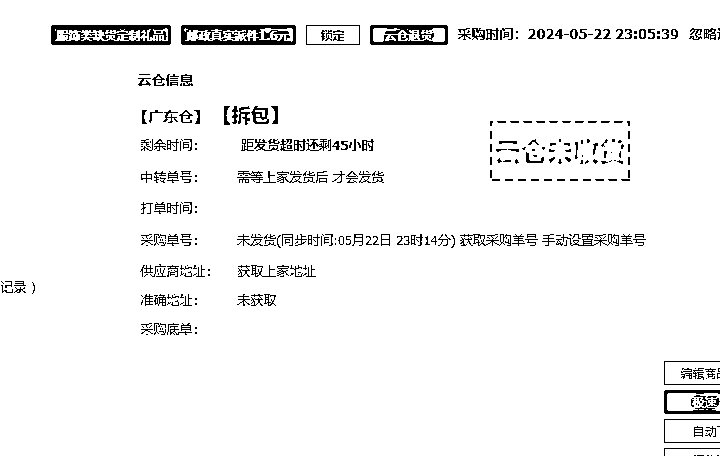 服饰类缺货定制礼品 邮政真实派件1.6元 锁定 云仓退货 采购时间：2024-05-22 23:05:39 忽略
云仓信息
【广东仓】【拆包】
云仓未收货
剩余时间： 距发货超时还剩45小时
中转单号： 需等上家发货后 才会发货
打单时间：
采购单号： 未发货(同步时间:05月22日 23时14分) 获取采购单号 手动设置采购单号
供应商地址： 获取上家地址
记录 )
准确地址： 未获取
采购底单：
编辑商品
极速
自动